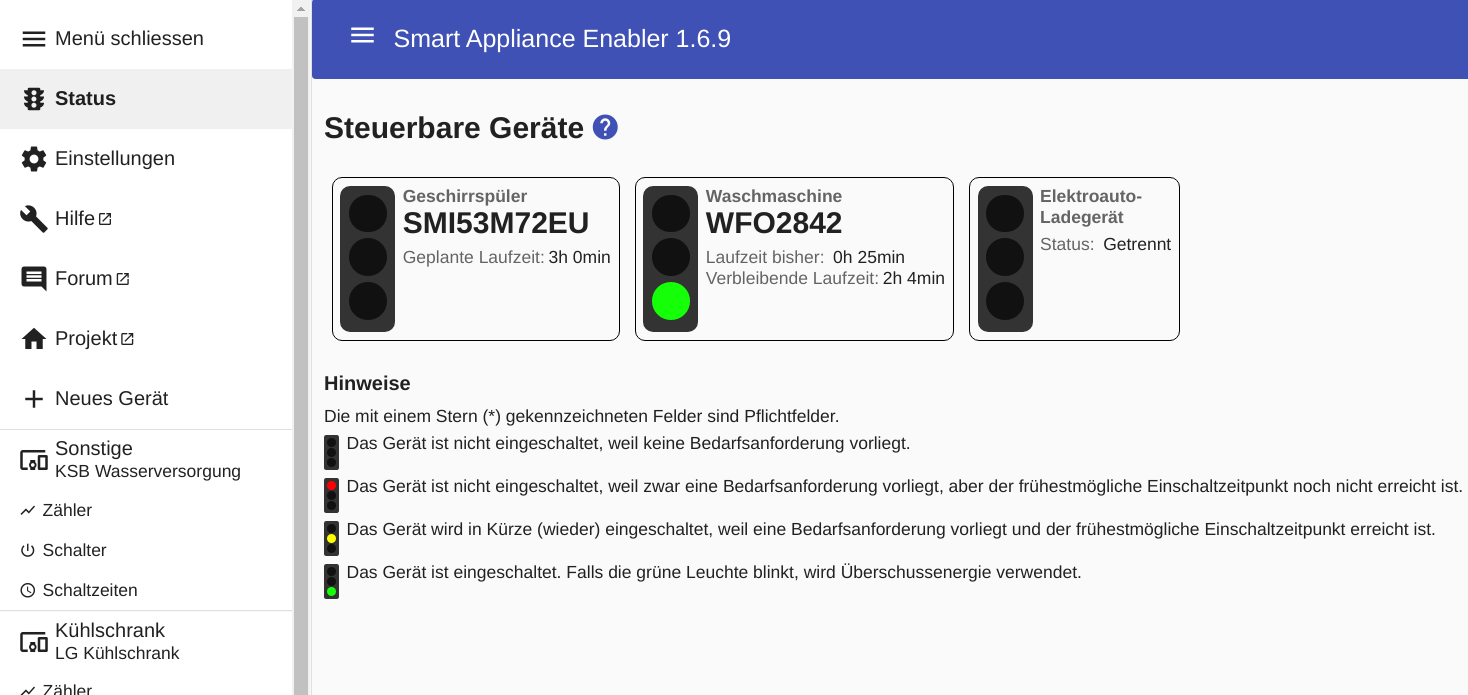 Menü schliessen
Status
Einstellungen
Hilfe
Forum
Projekt
Neues Gerät
Sonstige
KSB Wasserversorgung
Zähler
Schalter
Schaltzeiten
Kühlschrank
LG Kühlschrank
Zähler
Smart Appliance Enabler 1.6.9
Steuerbare Geräte ?
Geschirrspüler
SMI53M72EU
Geplante Laufzeit: 3h 0min
Waschmaschine
WFO2842
Laufzeit bisher: 0h 25min
Verbleibende Laufzeit: 2h 4min
Elektroauto-
Ladegerät
Status: Getrennt
Hinweise
Die mit einem Stern (*) gekennzeichneten Felder sind Pflichtfelder.
Das Gerät ist nicht eingeschaltet, weil keine Bedarfsanforderung vorliegt.
Das Gerät ist nicht eingeschaltet, weil zwar eine Bedarfsanforderung vorliegt, aber der frühestmögliche Einschaltzeitpunkt noch nicht erreicht ist.
Das Gerät wird in Kürze (wieder) eingeschaltet, weil eine Bedarfsanforderung vorliegt und der frühestmögliche Einschaltzeitpunkt erreicht ist.
Das Gerät ist eingeschaltet. Falls die grüne Leuchte blinkt, wird Überschussenergie verwendet.